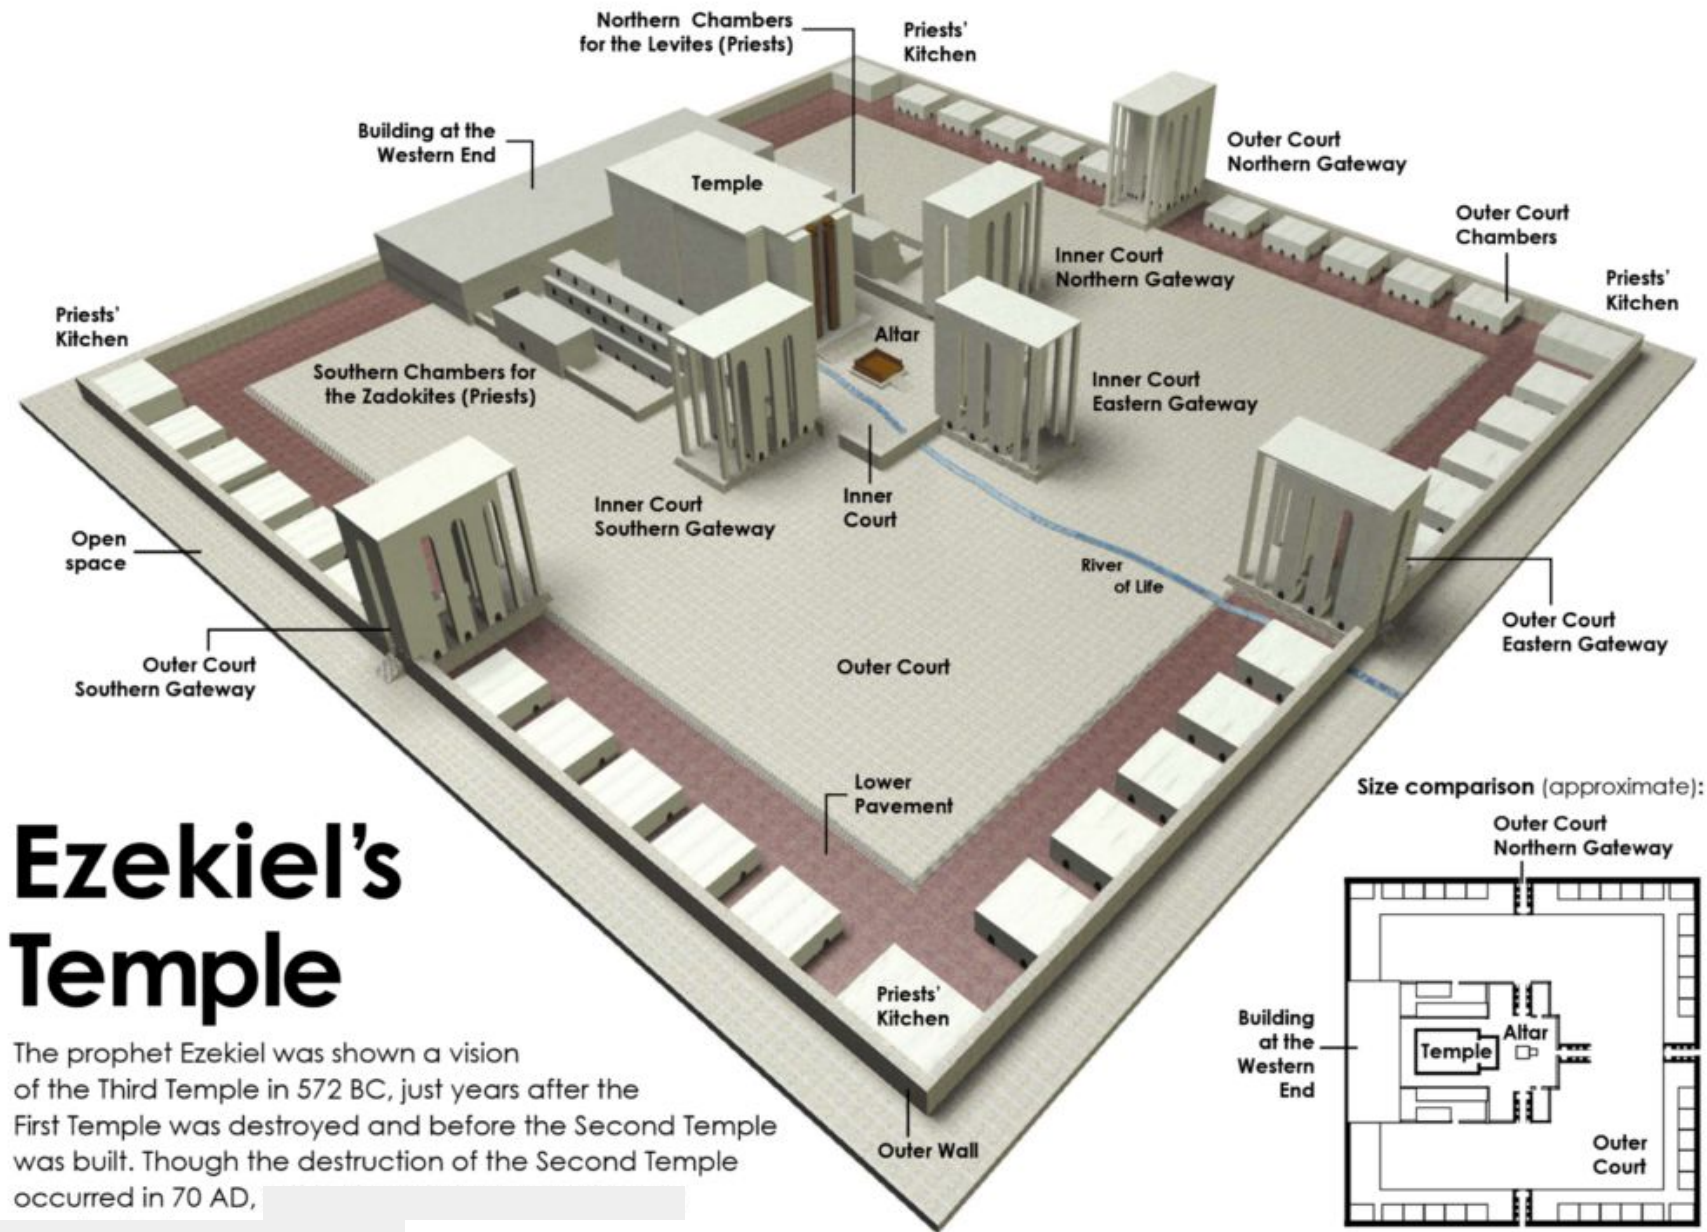 Northern Chambers
for the Levites (Priests)
Priests'
Kitchen
Building at the
Western End
Temple
Outer Court
Northern Gateway
Outer Court
Chambers
Priests'
Kitchen
Inner Court
Northern Gateway
Priests'
Kitchen
Altar
Southern Chambers for
the Zadokites (Priests)
Inner Court
Eastern Gateway
Inner Court
Southern Gateway
Inner
Court
Open
space
River
of Life
Outer Court
Eastern Gateway
Outer Court
Southern Gateway
Outer Court
Lower
Pavement
Priests'
Kitchen
Outer Wall
Ezekiel's
Temple
The prophet Ezekiel was shown a vision
of the Third Temple in 572 BC, just years after the
First Temple was destroyed and before the Second Temple
was built. Though the destruction of the Second Temple
occurred in 70 AD,
Size comparison (approximate):
Outer Court
Northern Gateway
Building
at the
Western
End
Temple
Altar
Outer
Court